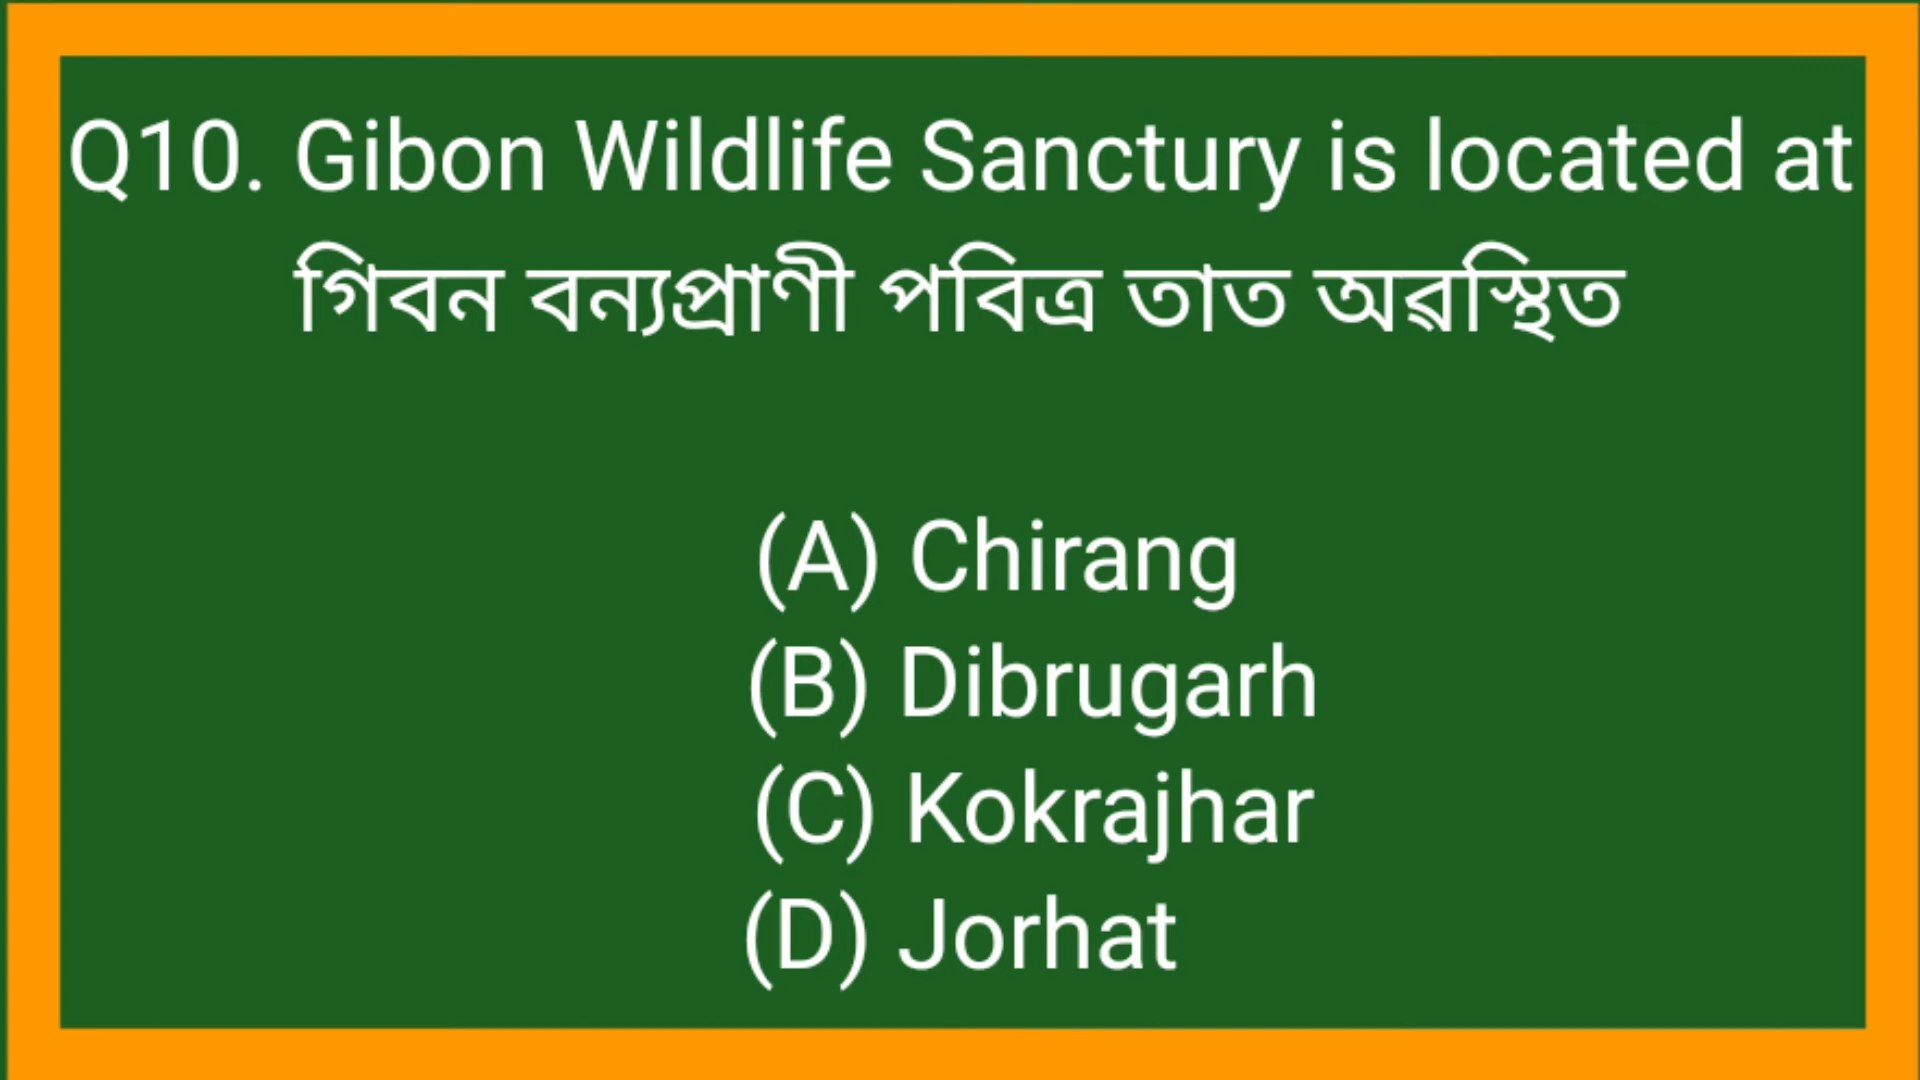 Q10. Gibon Wildlife Sanctury is located at
গিবন বন্যপ্ৰাণী পবিত্ৰ তাত অৱস্থিত
(A) Chirang
(B) Dibrugarh
(C) Kokrajhar
(D) Jorhat